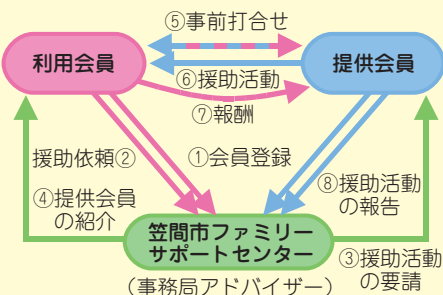 ⑤事前打合せ
利用会員
提供会員
⑥援助活動
⑦報酬
援助依頼②
①会員登録
④提供会員
の紹介
⑧援助活動
の報告
笠間市ファミリー
サポートセンター
（事務局アドバイザー）
③援助活動
の要請